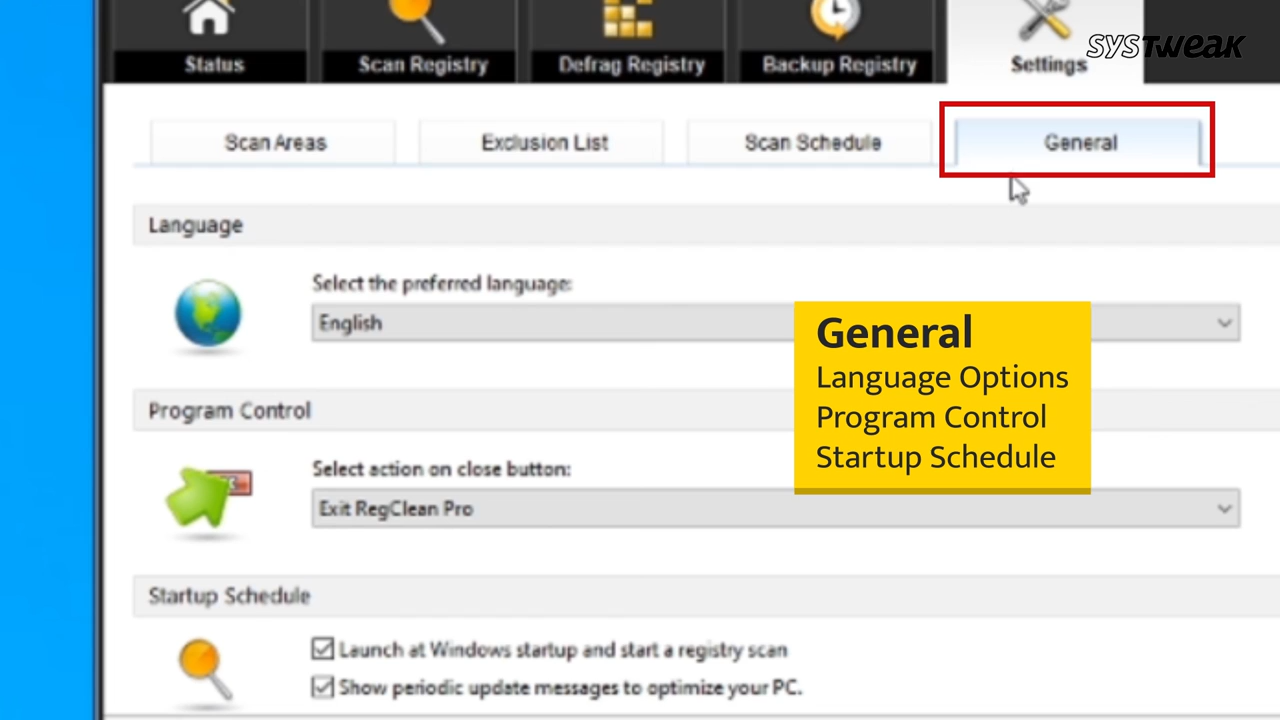 Status
Scan Registry
Defrag Registry
Backup Registry
Settings
SYSTweak
Scan Areas
Exclusion List
Scan Schedule
General
Language
Select the preferred language:
English
General
Language Options
Program Control
Startup Schedule
Program Control
Select action on close button:
Exit RegClean Pro
Startup Schedule
Launch at Windows startup and start a registry scan
Show periodic update messages to optimize your PC.